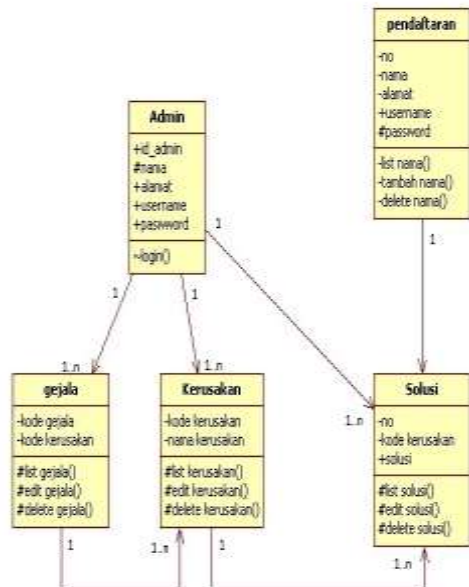 pendaftaran
-no
-nama
-alamat
+username
#password
-list nama()
-tambah nama()
-delete nama()
Admin
+id_admin
#nama
+alamat
+username
+password
~login()
1
1
1
1
1..n
1..n
1..n
gejala
-kode gejala
-kode kerusakan
#list gejala()
#edit gejala()
#delete gejala()
Kerusakan
-kode kerusakan
-nama kerusakan
#list kerusakan()
#edit kerusakan()
#delete kerusakan()
Solusi
-no
-kode kerusakan
+solusi
#list solusi()
#edit solusi()
#delete solusi()
1
1..n
1
1..n